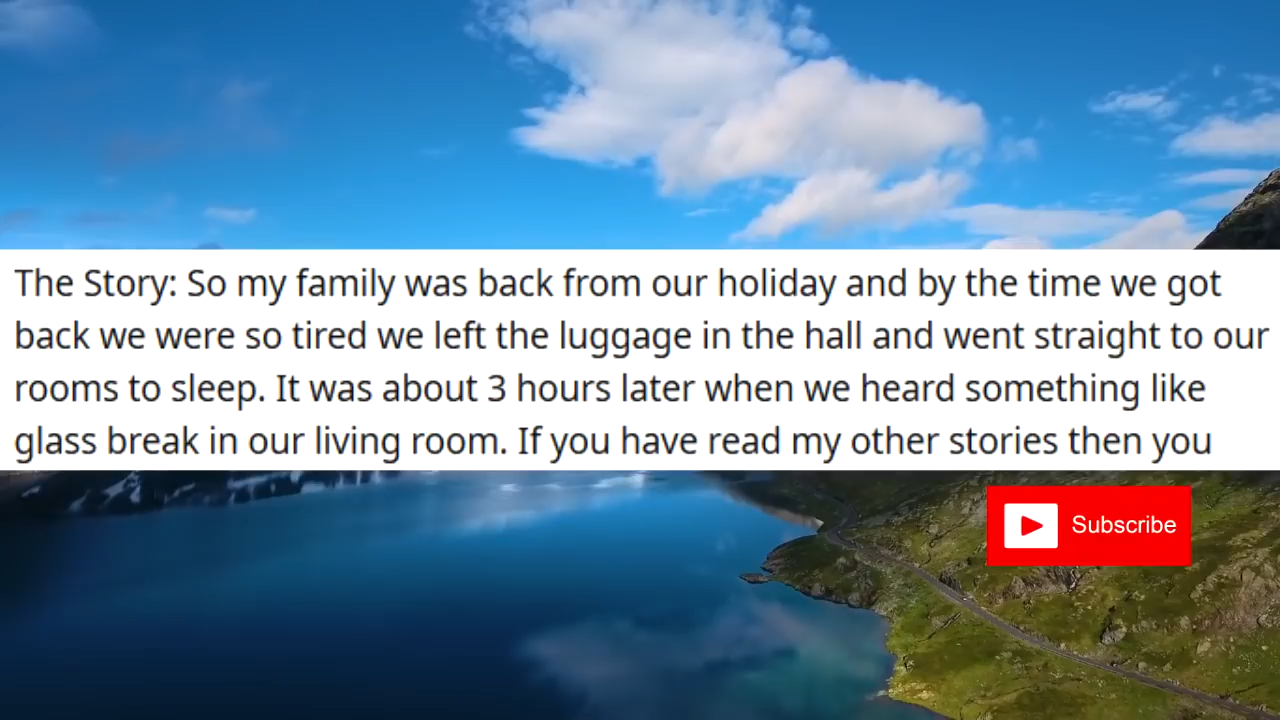 The Story: So my family was back from our holiday and by the time we got
back we were so tired we left the luggage in the hall and went straight to our
rooms to sleep. It was about 3 hours later when we heard something like
glass break in our living room. If you have read my other stories then you
Subscribe